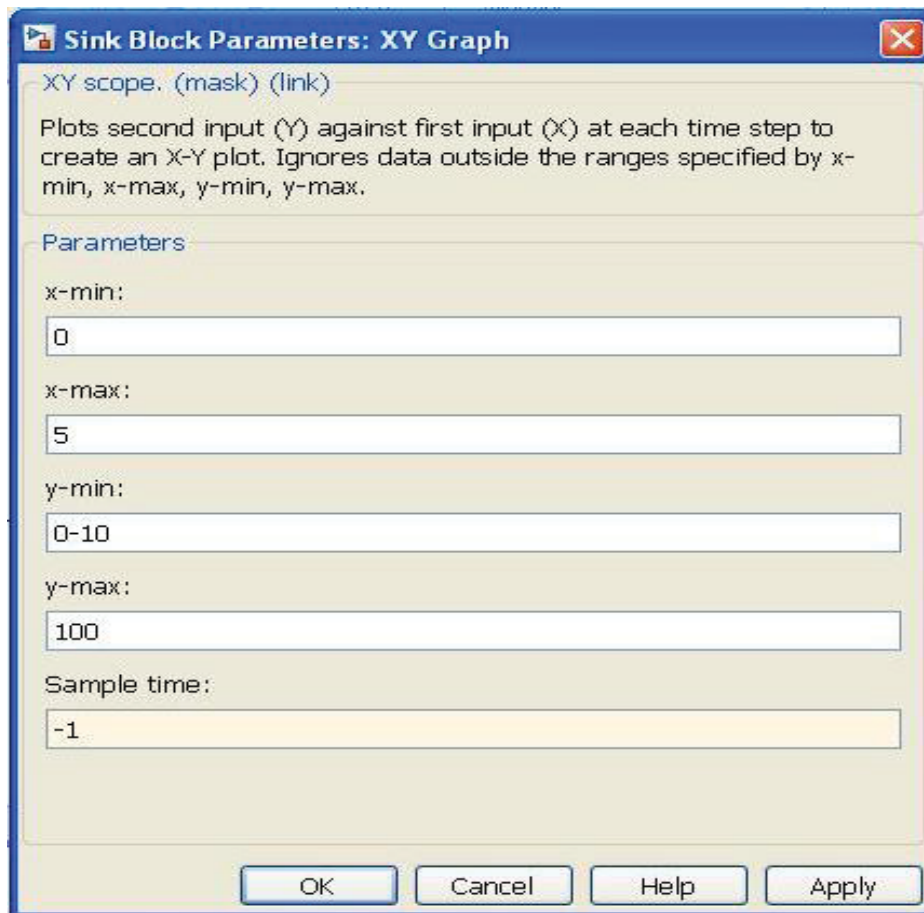 Sink Block Parameters: XY Graph
XY scope. (mask) (link)
Plots second input (Y) against first input (X) at each time step to
create an X-Y plot. Ignores data outside the ranges specified by x-
min, x-max, y-min, y-max.
Parameters
x-min:
0
x-max:
5
y-min:
0-10
y-max:
100
Sample time:
-1
OK Cancel Help Apply